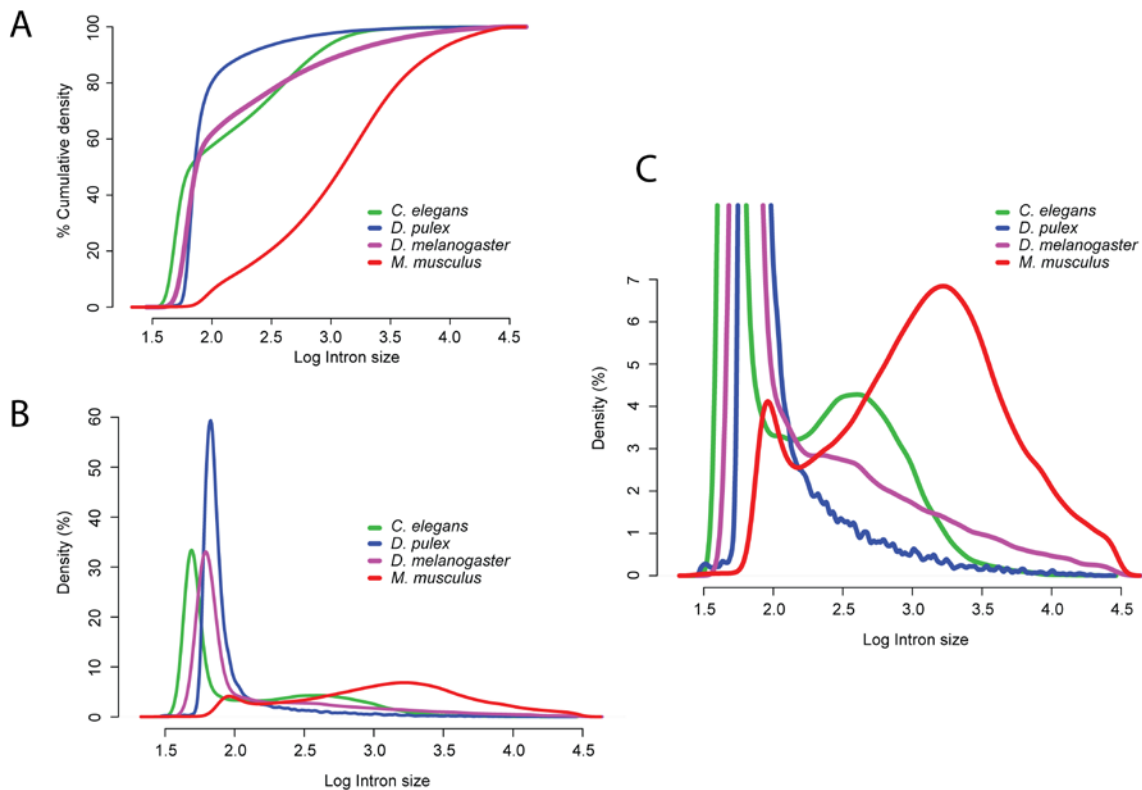 A
100
80
60
40
20
0
% Cumulative density
C. elegans
D. pulex
D. melanogaster
M. musculus
1.5 2.0 2.5 3.0 3.5 4.0 4.5
Log Intron size
B
60
50
40
30
20
10
0
Density (%)
C. elegans
D. pulex
D. melanogaster
M. musculus
1.5 2.0 2.5 3.0 3.5 4.0 4.5
Log Intron size
C
C. elegans
D. pulex
D. melanogaster
M. musculus
7
6
5
4
3
2
1
0
Density (%)
1.5 2.0 2.5 3.0 3.5 4.0 4.5
Log Intron size